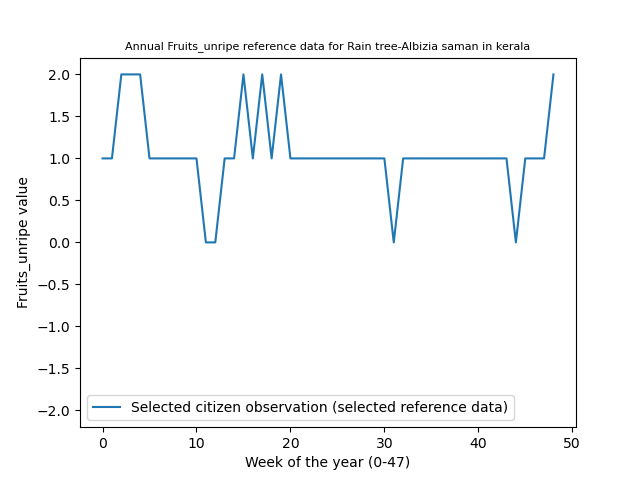 Annual Fruits_unripe reference data for Rain tree-Albizia saman in kerala
2.0
1.5
1.0
0.5
0.0
−0.5
−1.0
−1.5
−2.0
Fruits_unripe value
Selected citizen observation (selected reference data)
0 10 20 30 40 50
Week of the year (0-47)